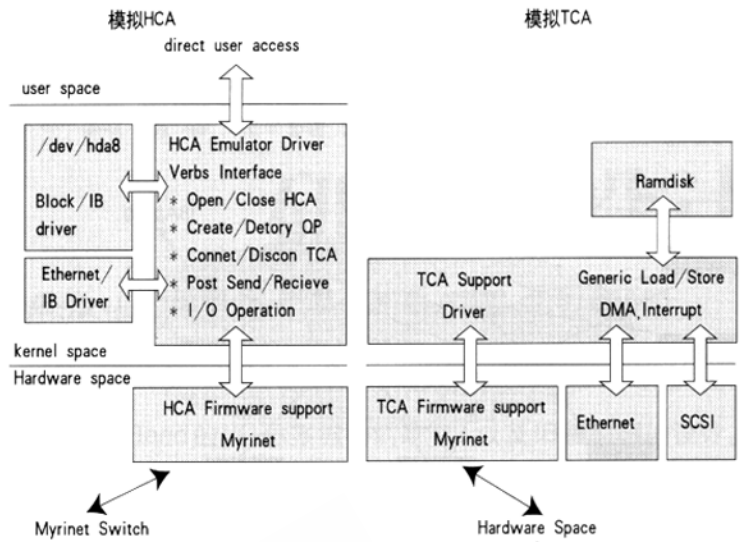 模拟HCA
direct user access
user space
/dev/hda8
Block/IB
driver
Ethernet/
IB Driver
HCA Emulator Driver
Verbs Interface
* Open/Close HCA
* Create/Detory QP
* Connet/Discon TCA
* Post Send/Recieve
* I/O Operation
kernel space
Hardware space
HCA Firmware support
Myrinet
Myrinet Switch
模拟TCA
Ramdisk
TCA Support
Driver
Generic Load/Store
DMA,Interrupt
TCA Firmware support
Myrinet
Ethernet
SCSI
Hardware Space